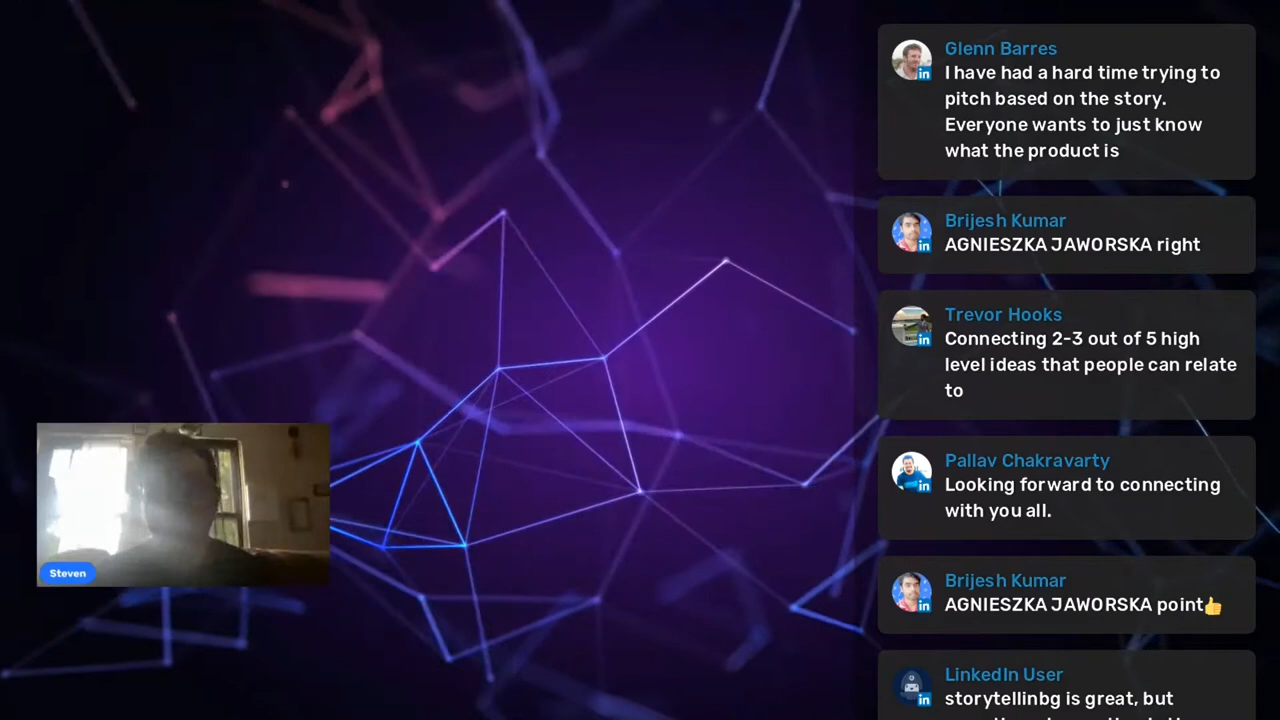 Glenn Barres
I have had a hard time trying to
pitch based on the story.
Everyone wants to just know
what the product is
Brijesh Kumar
AGNIESZKA JAWORSKA right
Trevor Hooks
Connecting 2-3 out of 5 high
level ideas that people can relate
to
Pallav Chakravarty
Looking forward to connecting
with you all.
Brijesh Kumar
AGNIESZKA JAWORSKA point👍
LinkedIn User
storytellinbg is great, but
Steven